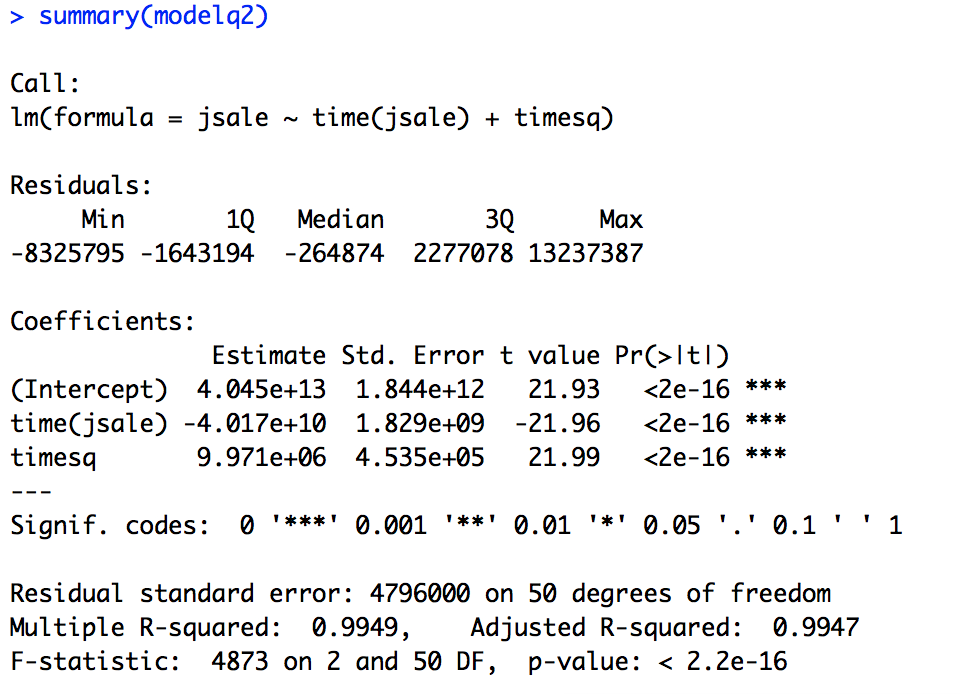 > summary(modelq2)
Call:
lm(formula = jsale ~ time(jsale) + timesq)
Residuals:
     Min       1Q   Median       3Q      Max
-8325795 -1643194  -264874  2277078 13237387
Coefficients:
              Estimate Std. Error t value Pr(>|t|)
(Intercept)  4.045e+13  1.844e+12   21.93   <2e-16 ***
time(jsale) -4.017e+10  1.829e+09  -21.96   <2e-16 ***
timesq       9.971e+06  4.535e+05   21.99   <2e-16 ***
---
Signif. codes:  0 '***' 0.001 '**' 0.01 '*' 0.05 '.' 0.1 ' ' 1
Residual standard error: 4796000 on 50 degrees of freedom
Multiple R-squared:  0.9949,    Adjusted R-squared:  0.9947
F-statistic:  4873 on 2 and 50 DF,  p-value: < 2.2e-16